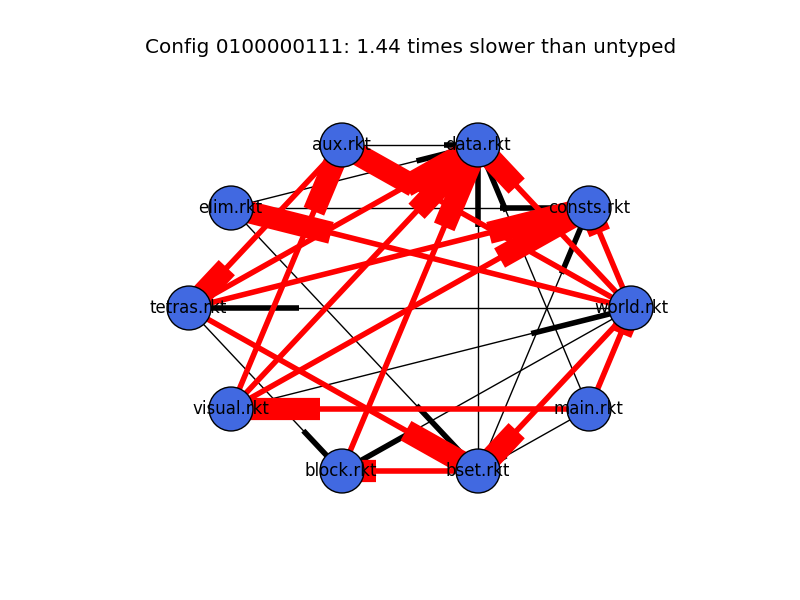 Config 0100000111: 1.44 times slower than untyped
aux.rkt
data.rkt
elim.rkt
consts.rkt
tetras.rkt
world.rkt
visual.rkt
main.rkt
block.rkt
bset.rkt